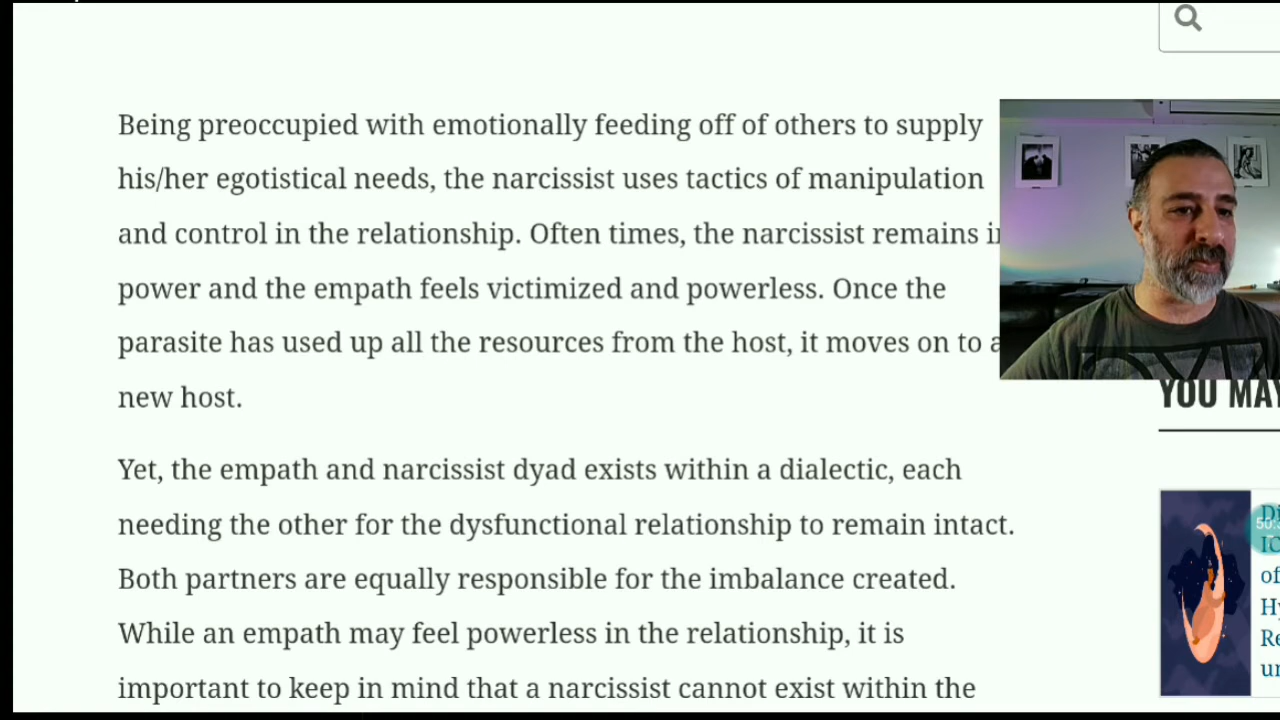 Being preoccupied with emotionally feeding off of others to supply
his/her egotistical needs, the narcissist uses tactics of manipulation
and control in the relationship. Often times, the narcissist remains
power and the empath feels victimized and powerless. Once the
parasite has used up all the resources from the host, it moves on to a
new host.
Yet, the empath and narcissist dyad exists within a dialectic, each
needing the other for the dysfunctional relationship to remain intact.
Both partners are equally responsible for the imbalance created.
While an empath may feel powerless in the relationship, it is
important to keep in mind that a narcissist cannot exist within the
YOU MAY
of